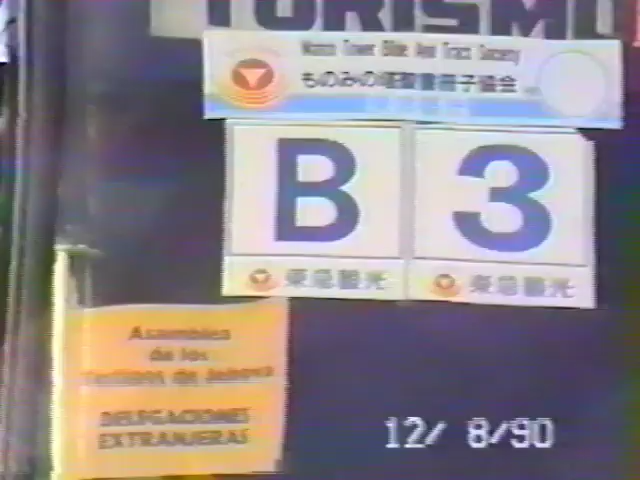 TURISMO
Watch Tower Bible And Tract Society
ものみの塔聖書冊子協会
B 3
東急観光 東急観光
Asamblea
de los
Testigos de Jehova
DELEGACIONES
EXTRANJERAS
12/ 8/90